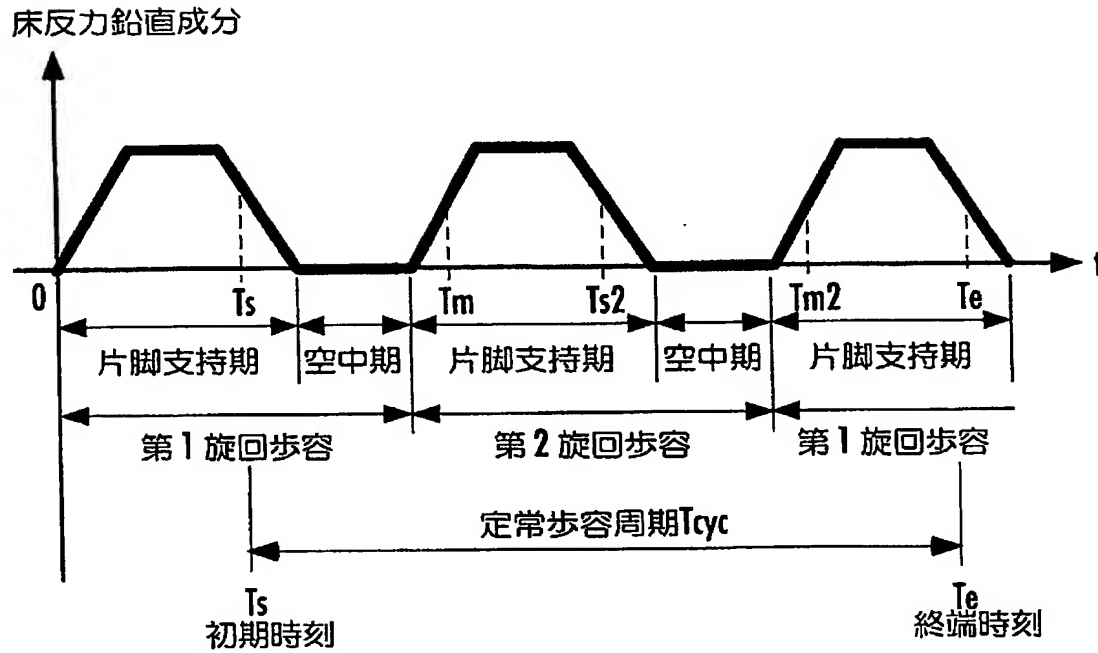 床反力鉛直成分
0 Ts Tm Ts2 Tm2 Te t
片脚支持期 空中期 片脚支持期 空中期 片脚支持期
第1旋回歩容 第2旋回歩容 第1旋回歩容
定常歩容周期Tcyc
Ts Te
初期時刻 終端時刻